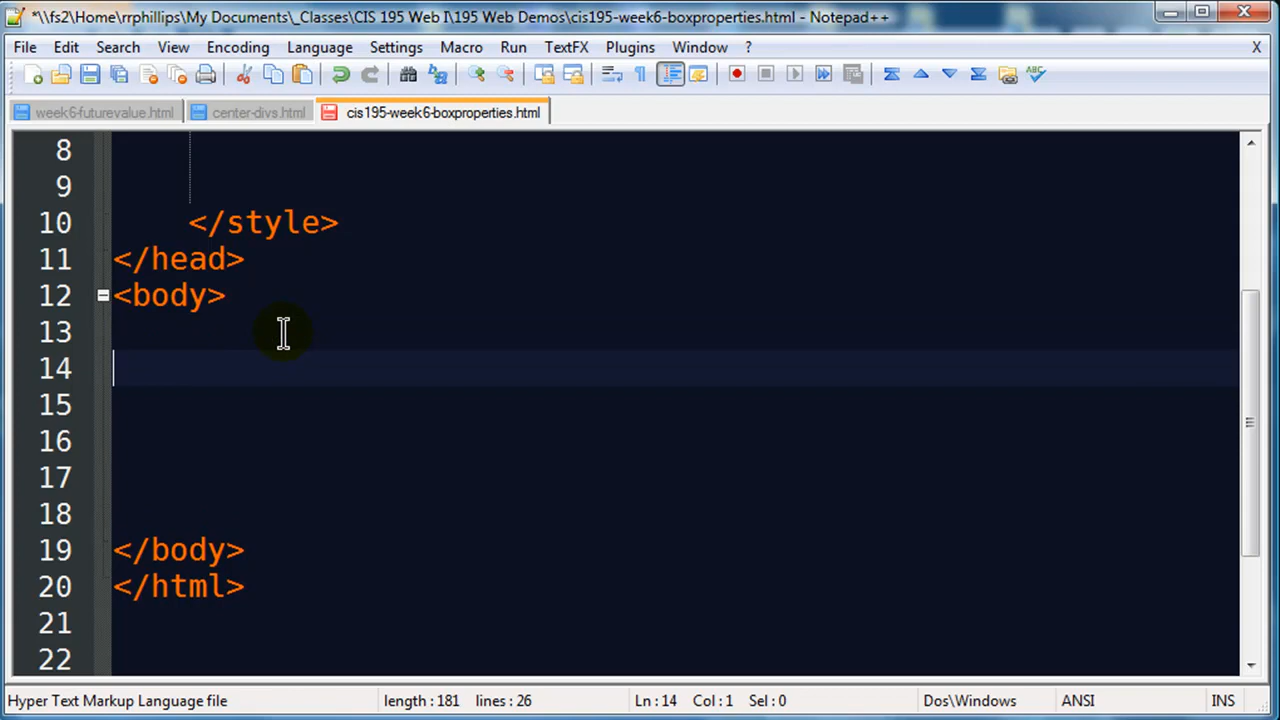 *\\fs2\Home\rrphillips\My Documents\_Classes\CIS 195 Web I\195 Web Demos\cis195-week6-boxproperties.html - Notepad++
File Edit Search View Encoding Language Settings Macro Run TextFX Plugins Window ? X
week6-futurevalue.html center-divs.html cis195-week6-boxproperties.html
8
9
10 </style>
11 </head>
12 <body>
13
14
15
16
17
18
19 </body>
20 </html>
21
22
Hyper Text Markup Language file length : 181 lines : 26 Ln : 14 Col : 1 Sel : 0 Dos\Windows ANSI INS